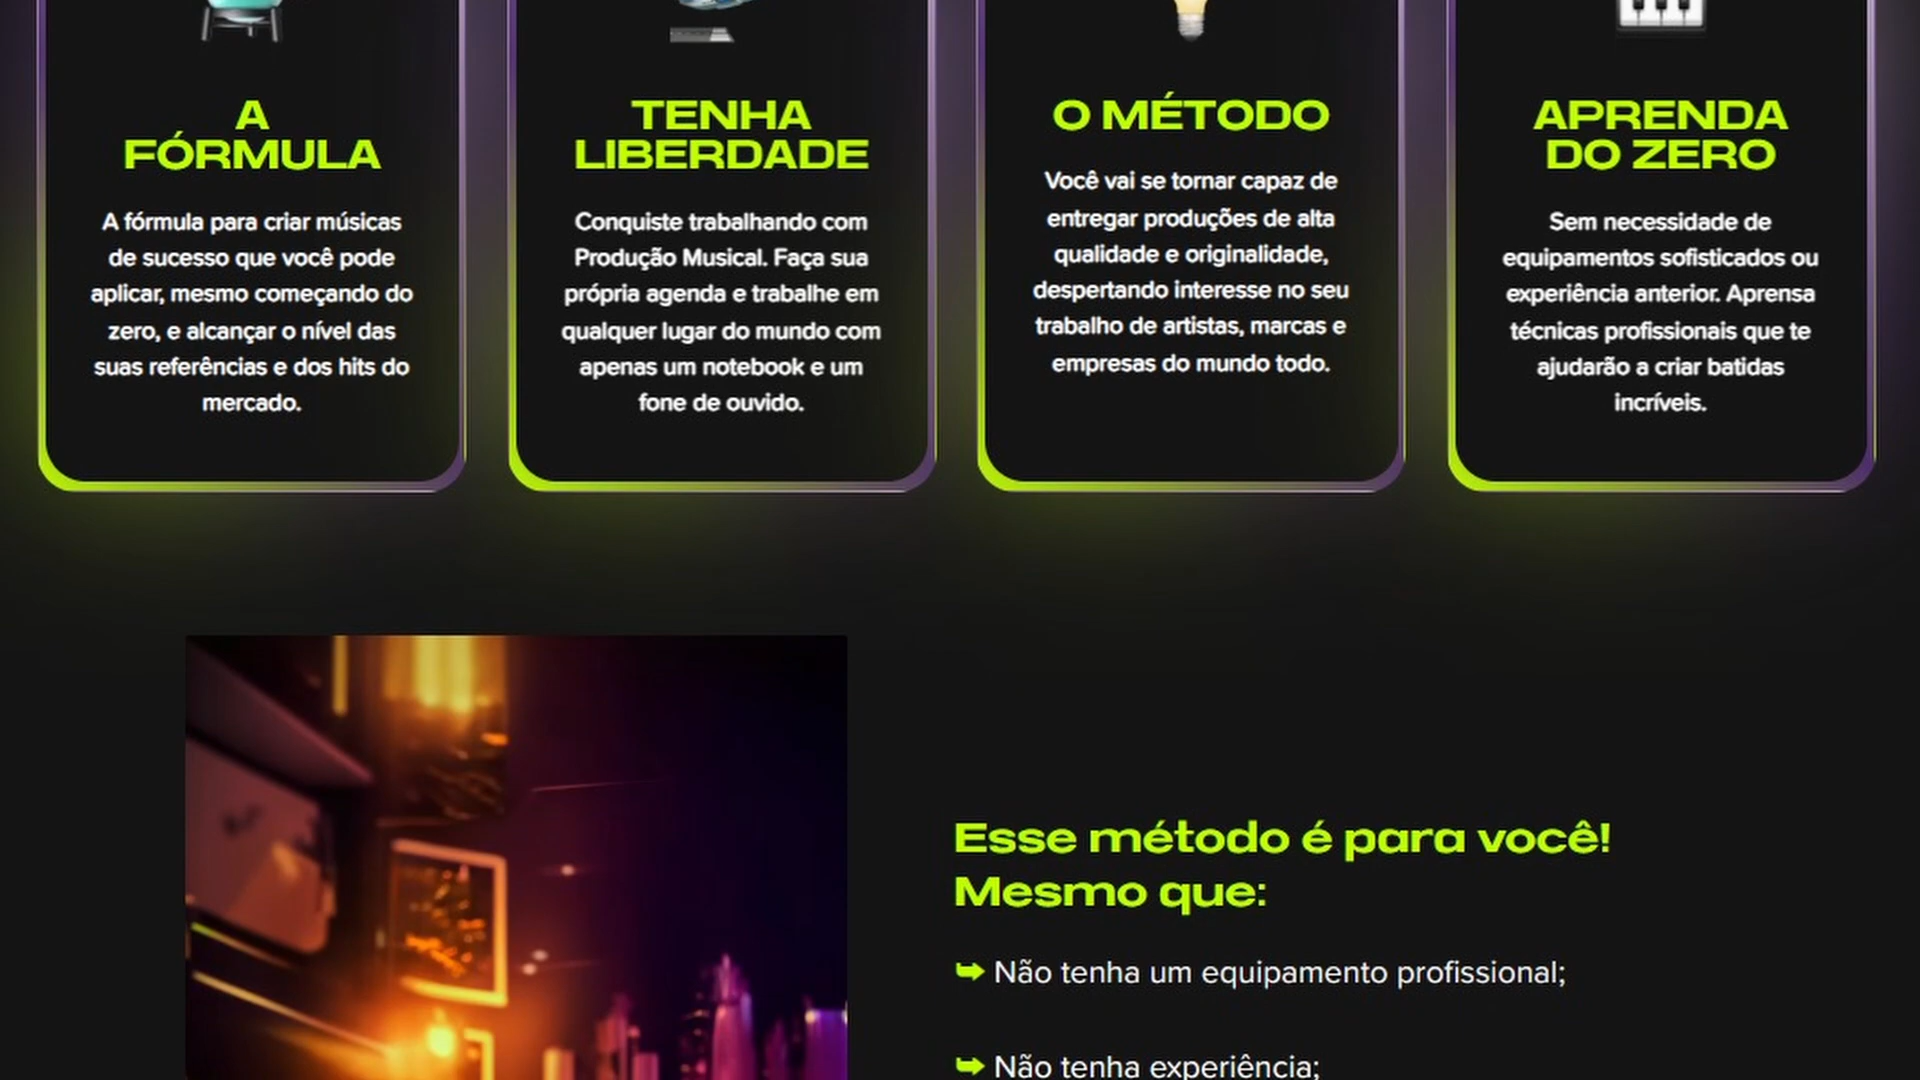 A
FÓRMULA
A fórmula para criar músicas
de sucesso que você pode
aplicar, mesmo começando do
zero, e alcançar o nível das
suas referências e dos hits do
mercado.
TENHA
LIBERDADE
Conquiste trabalhando com
Produção Musical. Faça sua
própria agenda e trabalhe em
qualquer lugar do mundo com
apenas um notebook e um
fone de ouvido.
O MÉTODO
Você vai se tornar capaz de
entregar produções de alta
qualidade e originalidade,
despertando interesse no seu
trabalho de artistas, marcas e
empresas do mundo todo.
APRENDA
DO ZERO
Sem necessidade de
equipamentos sofisticados ou
experiência anterior. Aprensa
técnicas profissionais que te
ajudarão a criar batidas
incríveis.
Esse método é para você!
Mesmo que:
Não tenha um equipamento profissional;
Não tenha experiência;